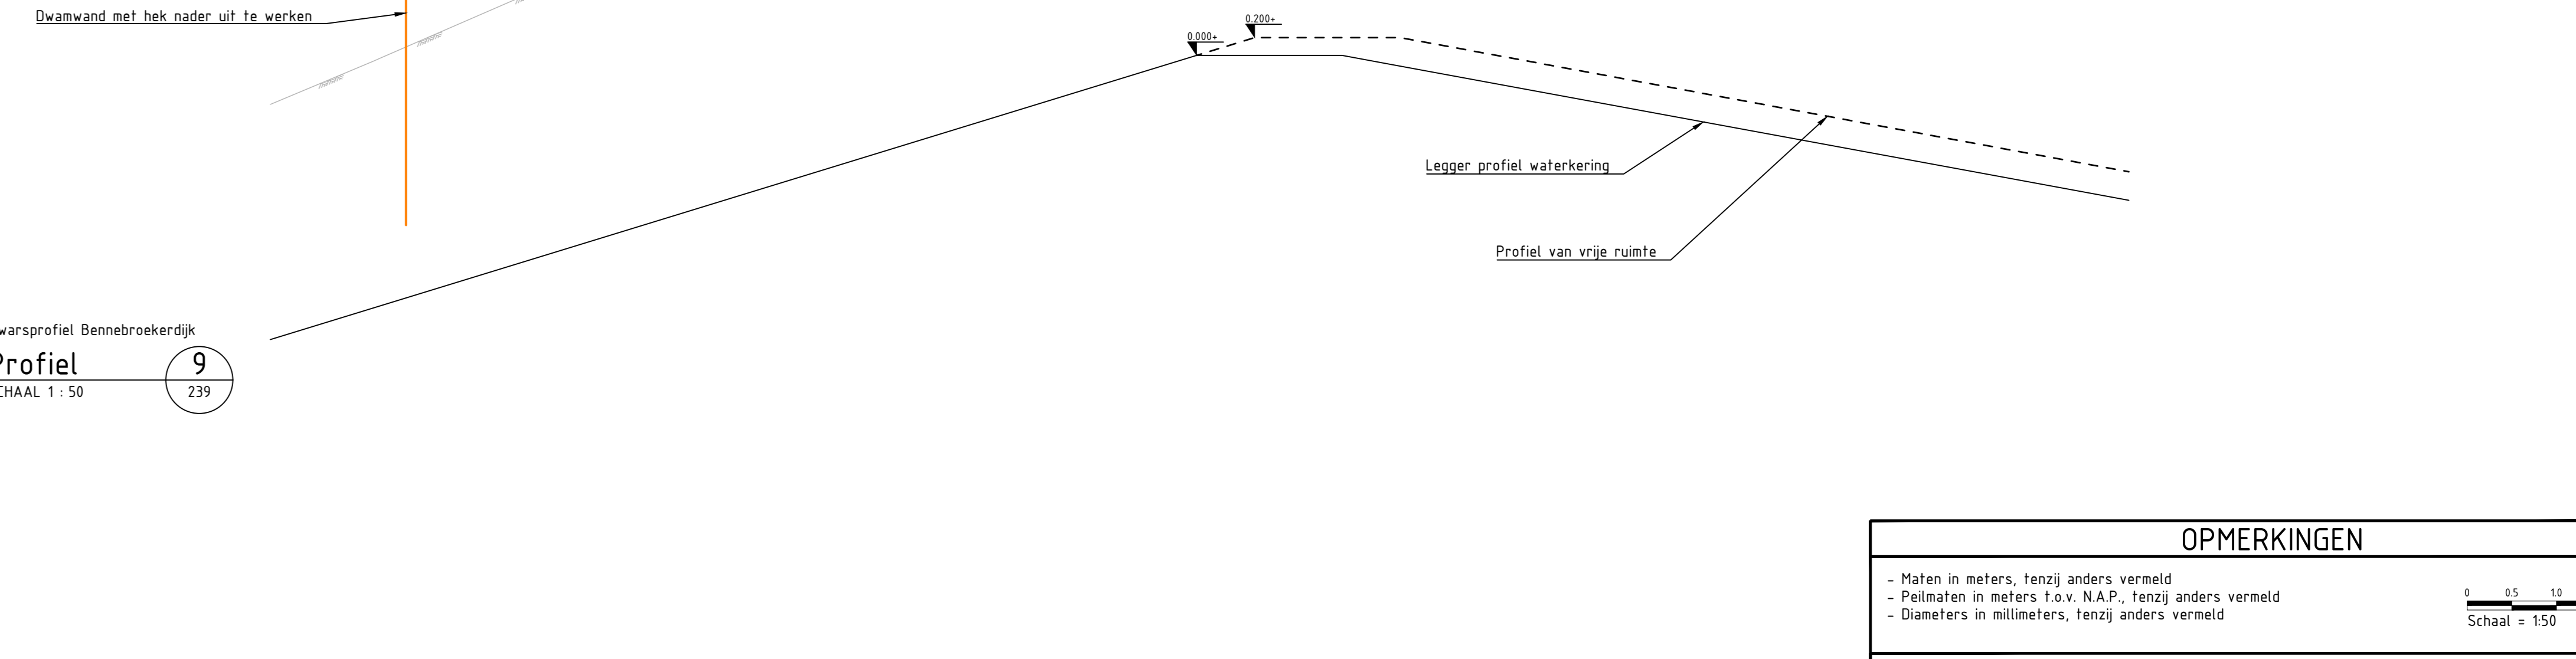 Dwamwand met hek nader uit te werken
0.200+
0.000+
Legger profiel waterkering
Profiel van vrije ruimte
warsprofiel Bennebroekerdijk
Profiel
9
CHAAL 1 : 50
239
OPMERKINGEN
- Maten in meters, tenzij anders vermeld
- Peilmaten in meters t.o.v. N.A.P., tenzij anders vermeld
- Diameters in millimeters, tenzij anders vermeld
0 0.5 1.0
Schaal = 1:50